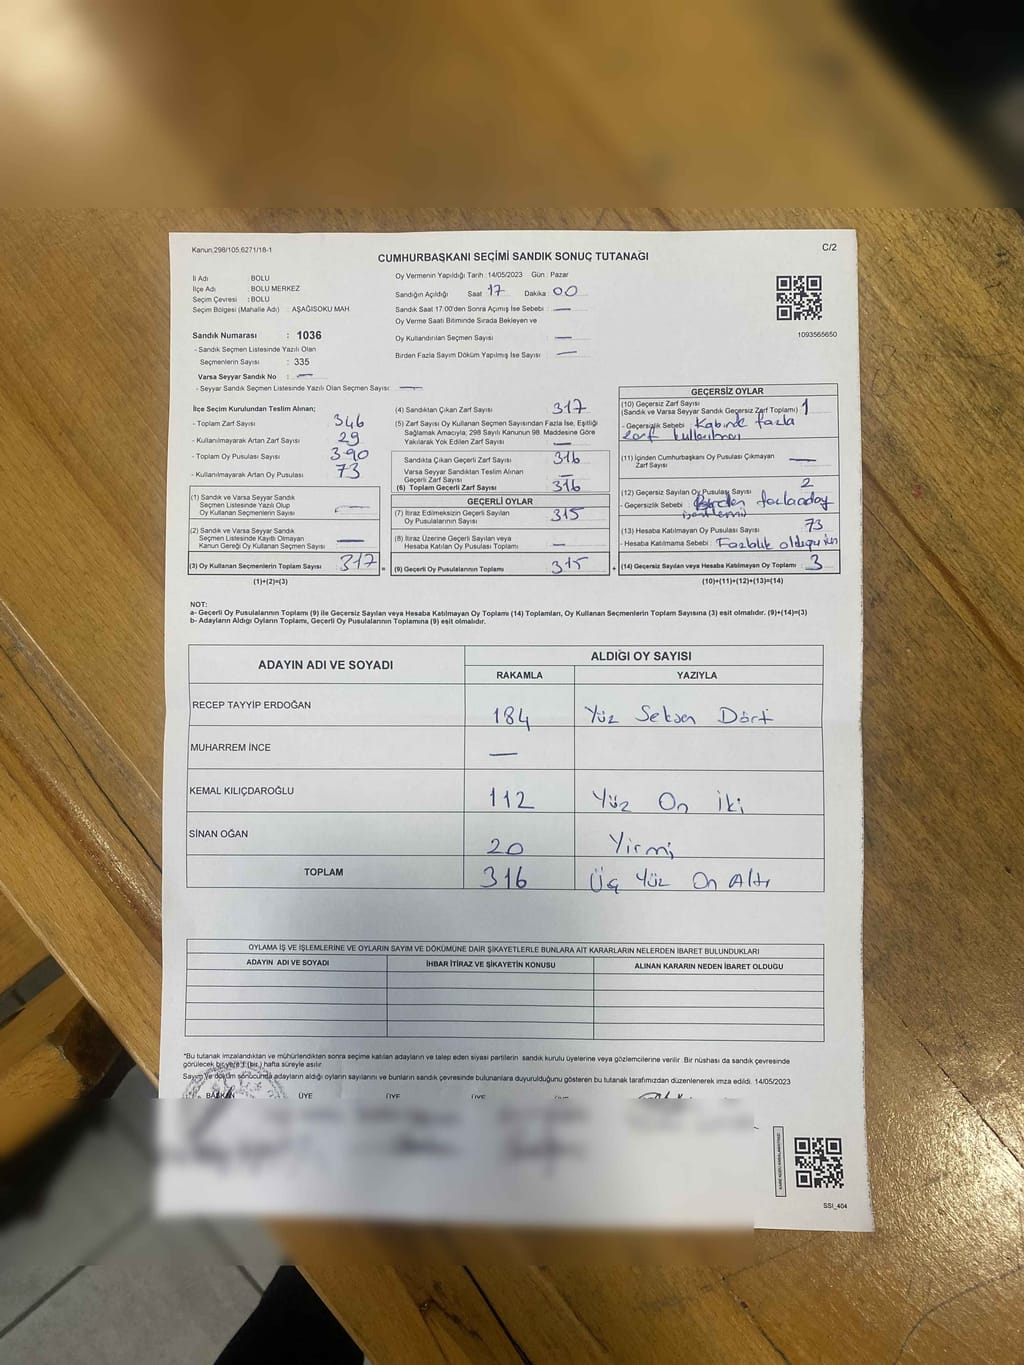 Kanun;298/105,6271/18-1
C/2
CUMHURBAŞKANI SEÇİMİ SANDIK SONUÇ TUTANAĞI
İl Adı : BOLU
İlçe Adı : BOLU MERKEZ
Seçim Çevresi : BOLU
Seçim Bölgesi (Mahalle Adı) : AŞAĞISOKU MAH.
Oy Vermenin Yapıldığı Tarih : 14/05/2023 Gün : Pazar
Sandığın Açıldığı Saat : 17 Dakika : 00
Sandık Saat 17:00'den Sonra Açımış İse Sebebi : —
Oy Verme Saati Bitiminde Sırada Bekleyen ve
Oy Kullandırılan Seçmen Sayısı : —
Birden Fazla Sayım Döküm Yapılmış İse Sayısı : —
1093565650
Sandık Numarası : 1036
- Sandık Seçmen Listesinde Yazılı Olan
Seçmenlerin Sayısı : 335
Varsa Seyyar Sandık No : —
- Seyyar Sandık Seçmen Listesinde Yazılı Olan Seçmen Sayısı : —
İlçe Seçim Kurulundan Teslim Alınan;
- Toplam Zarf Sayısı 346
- Kullanılmayarak Artan Zarf Sayısı 29
- Toplam Oy Pusulası Sayısı 390
- Kullanılmayarak Artan Oy Pusulası 73
(1) Sandık ve Varsa Seyyar Sandık
Seçmen Listesinde Yazılı Olup
Oy Kullanan Seçmenlerin Sayısı —
(2) Sandık ve Varsa Seyyar Sandık
Seçmen Listesinde Kayıtlı Olmayan
Kanun Gereği Oy Kullanan Seçmen Sayısı —
(3) Oy Kullanan Seçmenlerin Toplam Sayısı 317 =
(1)+(2)=(3)
(4) Sandıktan Çıkan Zarf Sayısı 317
(5) Zarf Sayısı Oy Kullanan Seçmen Sayısından Fazla İse, Eşitliği
Sağlamak Amacıyla, 298 Sayılı Kanunun 98. Maddesine Göre
Yakılarak Yok Edilen Zarf Sayısı —
Sandıkta Çıkan Geçerli Zarf Sayısı 316
Varsa Seyyar Sandıktan Teslim Alınan
Geçerli Zarf Sayısı —
(6) Toplam Geçerli Zarf Sayısı 316
GEÇERLİ OYLAR
(7) İtiraz Edilmeksizin Geçerli Sayılan
Oy Pusulalarının Sayısı 315
(8) İtiraz Üzerine Geçerli Sayılan veya
Hesaba Katılan Oy Pusulası Toplamı —
(9) Geçerli Oy Pusulalarının Toplamı 315 +
GEÇERSİZ OYLAR
(10) Geçersiz Zarf Sayısı
(Sandık ve Varsa Seyyar Sandık Geçersiz Zarf Toplamı) 1
- Geçersizlik Sebebi : Kabinde fazla
zarf kullanılması
(11) İçinden Cumhurbaşkanı Oy Pusulası Çıkmayan
Zarf Sayısı —
(12) Geçersiz Sayılan Oy Pusulası Sayısı 2
- Geçersizlik Sebebi : fazlaaday
(13) Hesaba Katılmayan Oy Pusulası Sayısı 73
- Hesaba Katılmama Sebebi : Fazlalık olduğu için
(14) Geçersiz Sayılan veya Hesaba Katılmayan Oy Toplamı 3
(10)+(11)+(12)+(13)=(14)
NOT:
a- Geçerli Oy Pusulalarının Toplamı (9) ile Geçersiz Sayılan veya Hesaba Katılmayan Oy Toplamı (14) Toplamları, Oy Kullanan Seçmenlerin Toplam Sayısına (3) eşit olmalıdır. (9)+(14)=(3)
b- Adayların Aldığı Oyların Toplamı, Geçerli Oy Pusulalarının Toplamına (9) eşit olmalıdır.
ADAYIN ADI VE SOYADI
ALDIĞI OY SAYISI
RAKAMLA YAZIYLA
RECEP TAYYİP ERDOĞAN 184 Yüz Seksen Dört
MUHARREM İNCE —
KEMAL KILIÇDAROĞLU 112 Yüz On İki
SİNAN OĞAN 20 Yirmi
TOPLAM 316 Üç Yüz On Altı
OYLAMA İŞ VE İŞLEMLERİNE VE OYLARIN SAYIM VE DÖKÜMÜNE DAİR ŞİKAYETLERLE BUNLARA AİT KARARLARIN NELERDEN İBARET BULUNDUKLARI
ADAYIN ADI VE SOYADI İHBAR İTİRAZ VE ŞİKAYETİN KONUSU ALINAN KARARIN NEDEN İBARET OLDUĞU
*Bu tutanak imzalandıktan ve mühürlendikten sonra seçime katılan adayların ve talep eden siyasi partilerin sandık kurulu üyelerine veya gözlemcilerine verilir. Bir nüshası da sandık çevresinde
görülecek bir yere 1 (bir ) hafta süreyle asılır.
Sayım ve döküm sonucunda adayların aldığı oyların sayılarını ve bunların sandık çevresinde bulunanlara duyurulduğunu gösteren bu tutanak tarafımızdan düzenlenerek imza edildi. 14/05/2023
BAŞKAN ÜYE ÜYE ÜYE
SSI_404